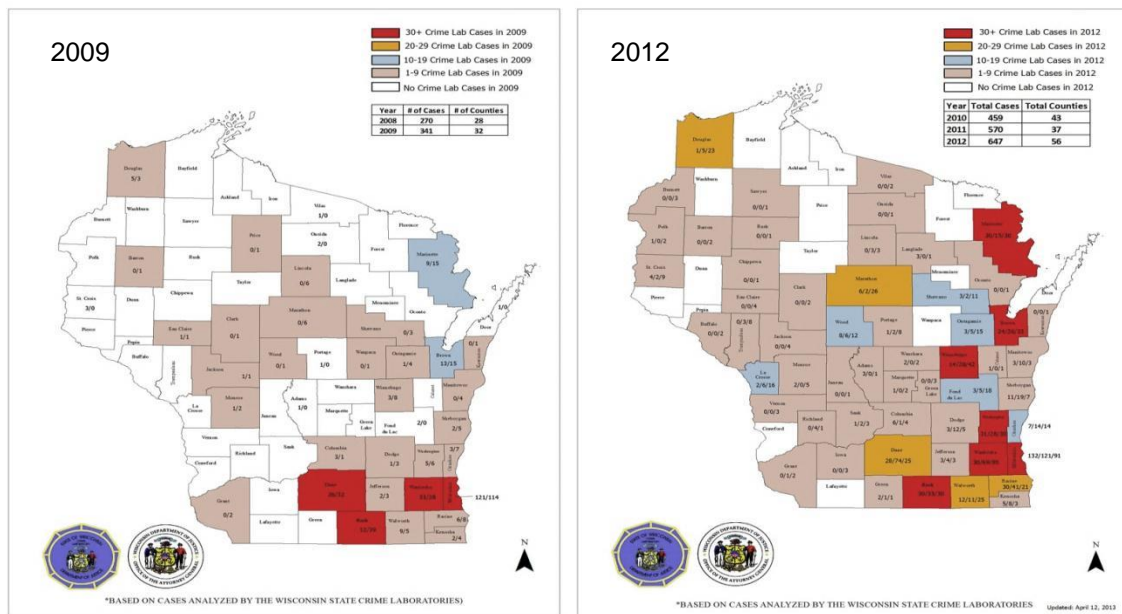 2009
30+ Crime Lab Cases in 2009
20-29 Crime Lab Cases in 2009
10-19 Crime Lab Cases in 2009
1-9 Crime Lab Cases in 2009
No Crime Lab Cases in 2009
Year # of Cases # of Counties
2008 270 28
2009 341 32
Douglas
5/3
Bayfield
Ashland
Iron
Vilas
1/0
Florence
Burnett
Washburn
Sawyer
Price
0/1
Oneida
2/0
Forest
Marinette
9/15
Polk
Barron
0/1
Rusk
Lincoln
0/6
Langlade
Taylor
Chippewa
St. Croix
3/0
Dunn
Menominee
Oconto
Marathon
0/6
Pierce
Pepin
Eau Claire
1/1
Clark
0/1
Shawano
0/3
Door
1/0
Buffalo
Trempealeau
Jackson
1/1
Wood
0/1
Portage
1/0
Waupaca
0/1
Outagamie
1/4
Brown
13/15
Kewaunee
0/1
La Crosse
Monroe
1/2
Juneau
Adams
1/0
Waushara
Winnebago
3/8
Manitowoc
0/4
Marquette
Green Lake
Fond du Lac
2/0
Sheboygan
2/5
Vernon
Crawford
Richland
Sauk
Columbia
3/1
Dodge
1/3
Washington
5/6
3/7
Grant
0/2
Iowa
Dane
Jefferson
2/3
121/114
Lafayette
Green
Rock
Walworth
9/5
Racine
6/8
Kenosha
2/4
N
*BASED ON CASES ANALYZED BY THE WISCONSIN STATE CRIME LABORATORIES)
2012
30+ Crime Lab Cases in 2012
20-29 Crime Lab Cases in 2012
10-19 Crime Lab Cases in 2012
1-9 Crime Lab Cases in 2012
No Crime Lab Cases in 2012
Year Total Cases Total Counties
2010 459 43
2011 570 37
2012 647 56
Douglas
1/5/23
Bayfield
Ashland
Iron
Vilas
0/0/2
Florence
Burnett
0/0/3
Washburn
Sawyer
0/0/1
Price
Oneida
0/0/1
Forest
Polk
1/0/2
Barron
0/0/2
Rusk
0/0/1
Lincoln
0/3/3
Langlade
3/0/1
Taylor
Chippewa
0/0/1
St. Croix
4/2/9
Dunn
Menominee
Oconto
0/0/1
Marathon
6/2/28
Pierce
Pepin
Eau Claire
0/0/4
Clark
0/0/2
Shawano
3/2/11
Door
0/0/1
Buffalo
0/0/2
0/3/8
Jackson
0/0/4
Wood
8/6/12
Portage
1/2/8
Waupaca
Outagamie
3/5/15
Brown
Kewaunee
La Crosse
2/6/16
Monroe
2/0/5
Juneau
0/0/1
Adams
3/0/1
Waushara
2/0/2
1/0/1
Manitowoc
3/10/3
Marquette
1/0/2
Green Lake
0/0/3
Fond du Lac
3/5/10
Sheboygan
11/19/7
Vernon
0/0/3
Crawford
Richland
0/4/1
Sauk
1/2/3
Columbia
6/1/4
Dodge
3/12/5
7/14/14
Grant
0/1/2
Iowa
0/0/3
Dane
28/74/25
Jefferson
3/4/3
132/121/91
Lafayette
Green
2/1/1
Rock
Walworth
12/11/25
Racine
30/41/21
Kenosha
5/8/3
N
*BASED ON CASES ANALYZED BY THE WISCONSIN STATE CRIME LABORATORIES
Updated: April 12, 2013